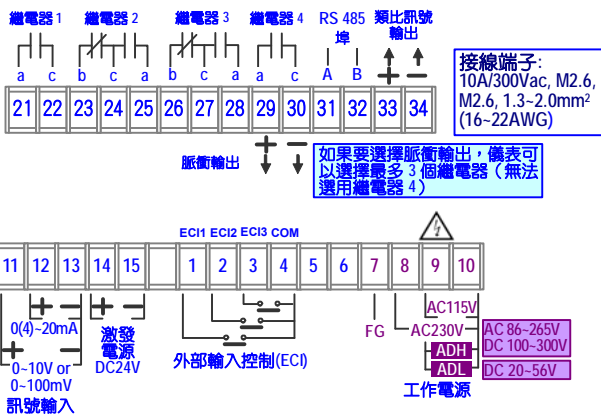 繼電器 1 繼電器 2 繼電器 3 繼電器 4 RS 485 類比訊號
埠 輸出
a c b c a b c a a c A B
21 22 23 24 25 26 27 28 29 30 31 32 33 34
接線端子:
10A/300Vac, M2.6,
M2.6, 1.3~2.0mm²
(16~22AWG)
脈衝輸出
如果要選擇脈衝輸出，儀表可
以選擇最多 3 個繼電器（無法
選用繼電器 4）
ECI1 ECI2 ECI3 COM
11 12 13 14 15 1 2 3 4 5 6 7 8 9 10
0(4)~20mA
0~10V or
0~100mV
訊號輸入
激發
電源
DC24V
外部輸入控制(ECI)
FG
AC115V
AC230V
ADH
ADL
AC 86~265V
DC 100~300V
DC 20~56V
工作電源